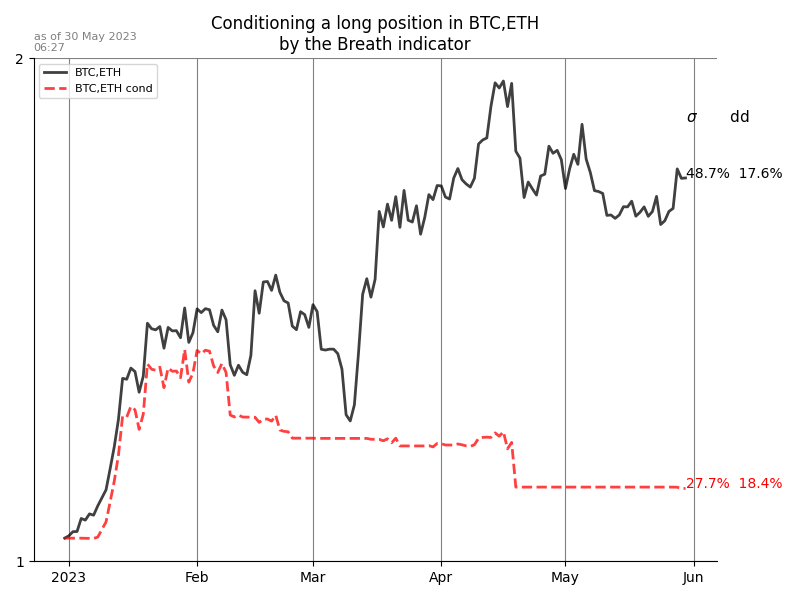 Conditioning a long position in BTC,ETH
by the Breath indicator
as of 30 May 2023
06:27
2
BTC,ETH
BTC,ETH cond
σ dd
48.7% 17.6%
27.7% 18.4%
1
2023 Feb Mar Apr May Jun